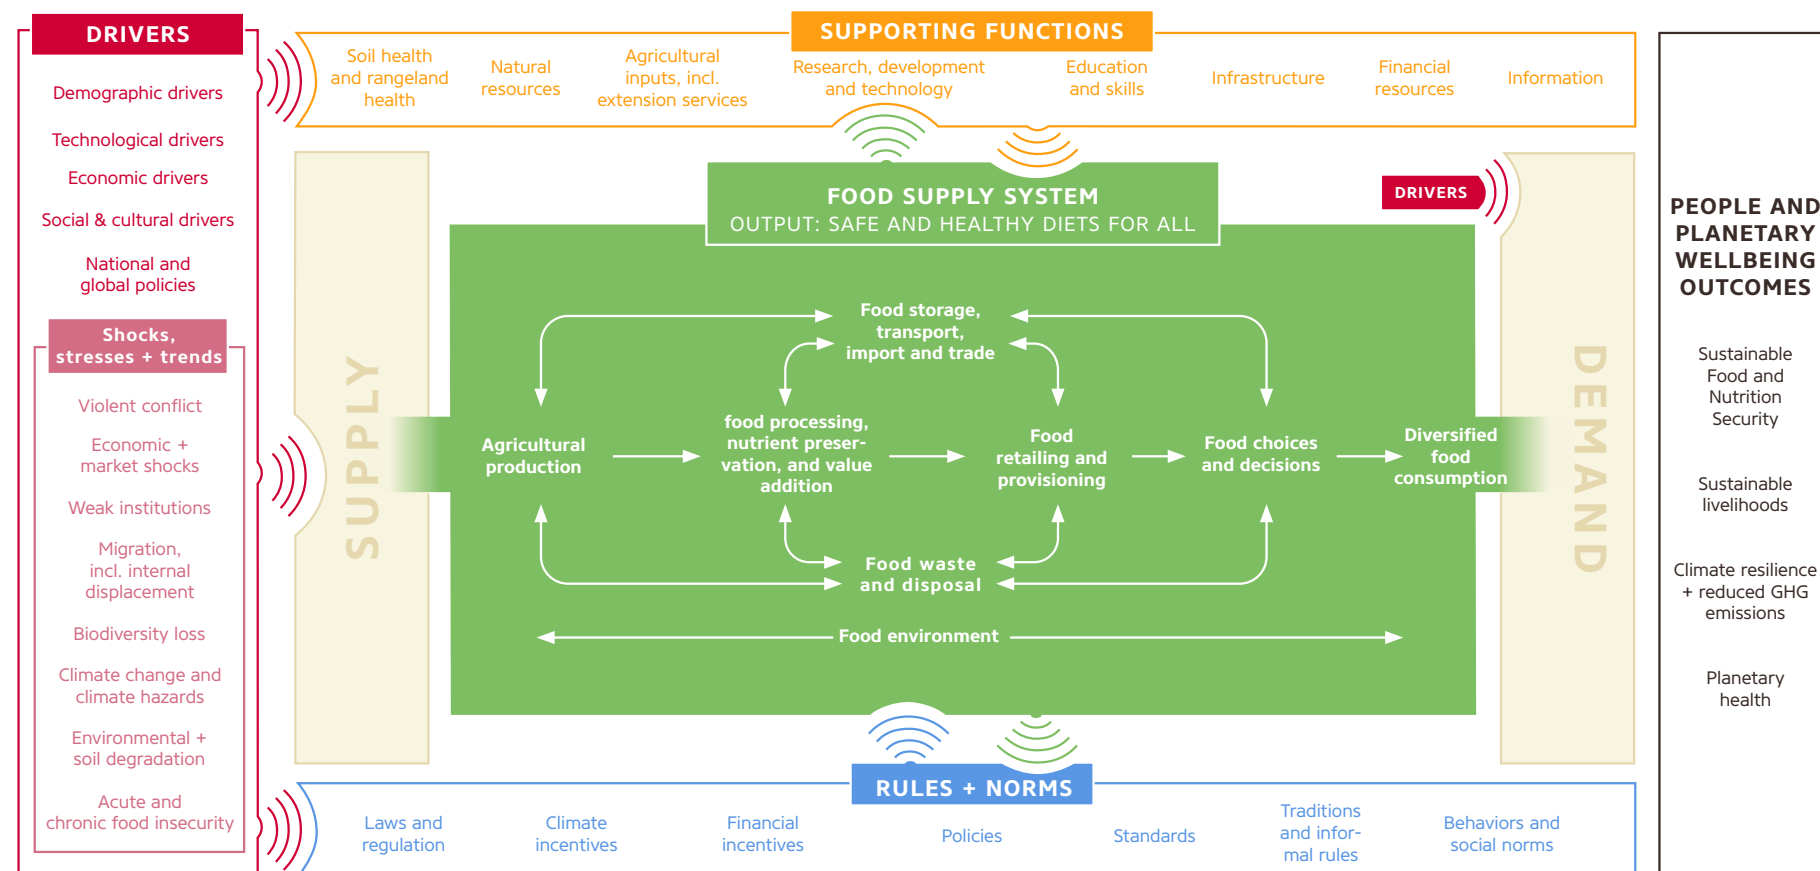 DRIVERS
Demographic drivers
Technological drivers
Economic drivers
Social & cultural drivers
National and
global policies
Shocks,
stresses + trends
Violent conflict
Economic +
market shocks
Weak institutions
Migration,
incl. internal
displacement
Biodiversity loss
Climate change and
climate hazards
Environmental +
soil degradation
Acute and
chronic food insecurity
SUPPORTING FUNCTIONS
Soil health
and rangeland
health
Natural
resources
Agricultural
inputs, incl.
extension services
Research, development
and technology
Education
and skills
Infrastructure
Financial
resources
Information
SUPPLY
FOOD SUPPLY SYSTEM
OUTPUT: SAFE AND HEALTHY DIETS FOR ALL
DRIVERS
Food storage,
transport,
import and trade
Agricultural
production
food processing,
nutrient preser-
vation, and value
addition
Food
retailing and
provisioning
Food choices
and decisions
Diversified
food
consumption
Food waste
and disposal
Food environment
DEMAND
RULES + NORMS
Laws and
regulation
Climate
incentives
Financial
incentives
Policies
Standards
Traditions
and infor-
mal rules
Behaviors and
social norms
PEOPLE AND
PLANETARY
WELLBEING
OUTCOMES
Sustainable
Food and
Nutrition
Security
Sustainable
livelihoods
Climate resilience
+ reduced GHG
emissions
Planetary
health